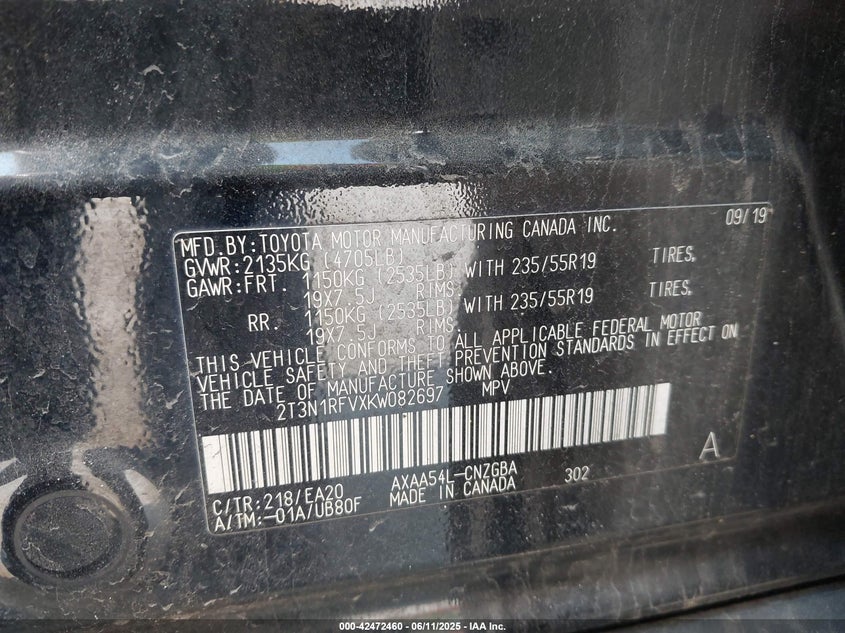 09/19
MFD.BY:TOYOTA MOTOR MANUFACTURING CANADA INC.
GVWR:2135KG (4705LB)
GAWR:FRT. 1150KG (2535LB) WITH 235/55R19 TIRES,
19X7.5J RIMS,
RR. 1150KG (2535LB) WITH 235/55R19 TIRES,
19X7.5J RIMS.
THIS VEHICLE CONFORMS TO ALL APPLICABLE FEDERAL MOTOR
VEHICLE SAFETY AND THEFT PREVENTION STANDARDS IN EFFECT ON
THE DATE OF MANUFACTURE SHOWN ABOVE.
2T3N1RFVXKW082697 MPV
A
C/TR:218/EA20 AXAA54L-CNZGBA 302
A/TM:-01A/UB80F MADE IN CANADA
000-42472460 - 06/11/2025 - IAA Inc.